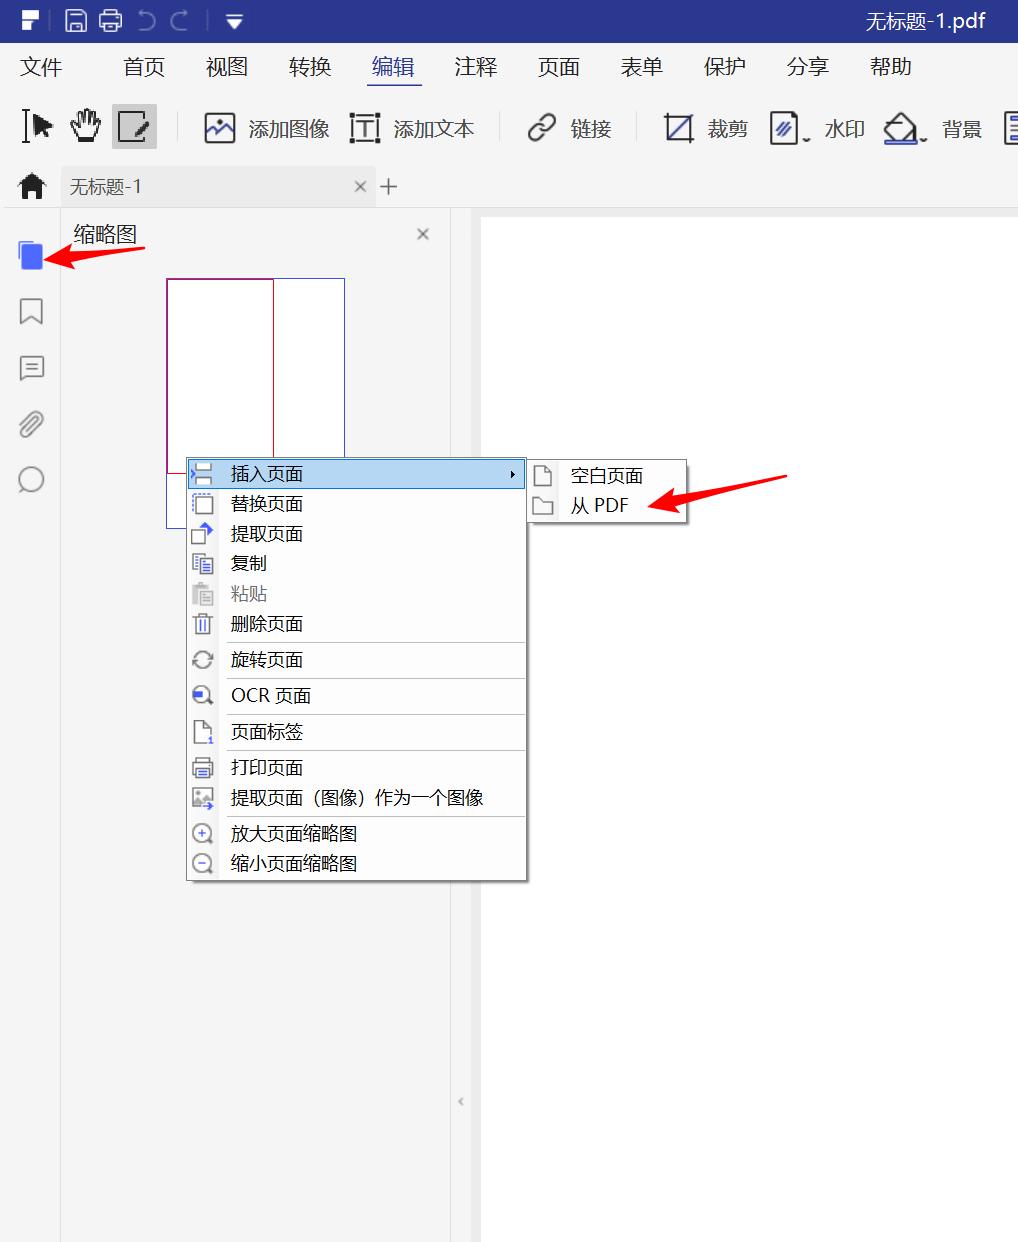 无标题-1.pdf
文件 首页 视图 转换 编辑 注释 页面 表单 保护 分享 帮助
添加图像 添加文本 链接 裁剪 水印 背景
无标题-1
缩略图
插入页面
替换页面
提取页面
复制
粘贴
删除页面
旋转页面
OCR 页面
页面标签
打印页面
提取页面（图像）作为一个图像
放大页面缩略图
缩小页面缩略图
空白页面
从 PDF